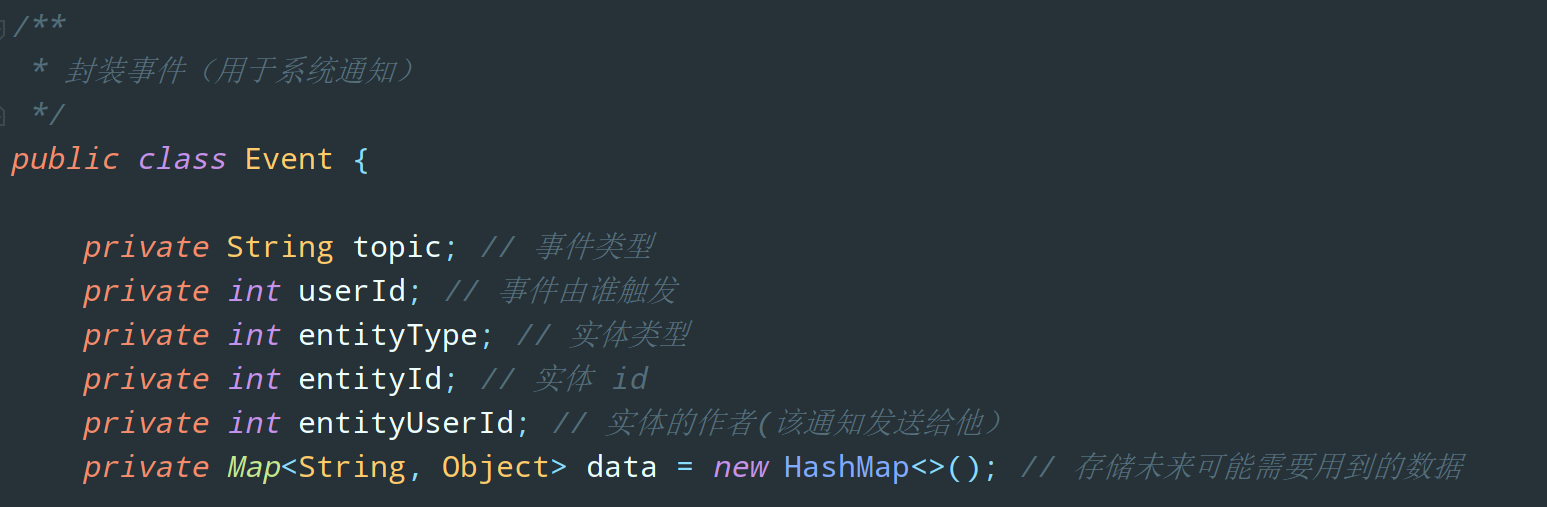 /**
 * 封装事件（用于系统通知）
 */
public class Event {
    private String topic; // 事件类型
    private int userId; // 事件由谁触发
    private int entityType; // 实体类型
    private int entityId; // 实体 id
    private int entityUserId; // 实体的作者(该通知发送给他）
    private Map<String, Object> data = new HashMap<>(); // 存储未来可能需要用到的数据